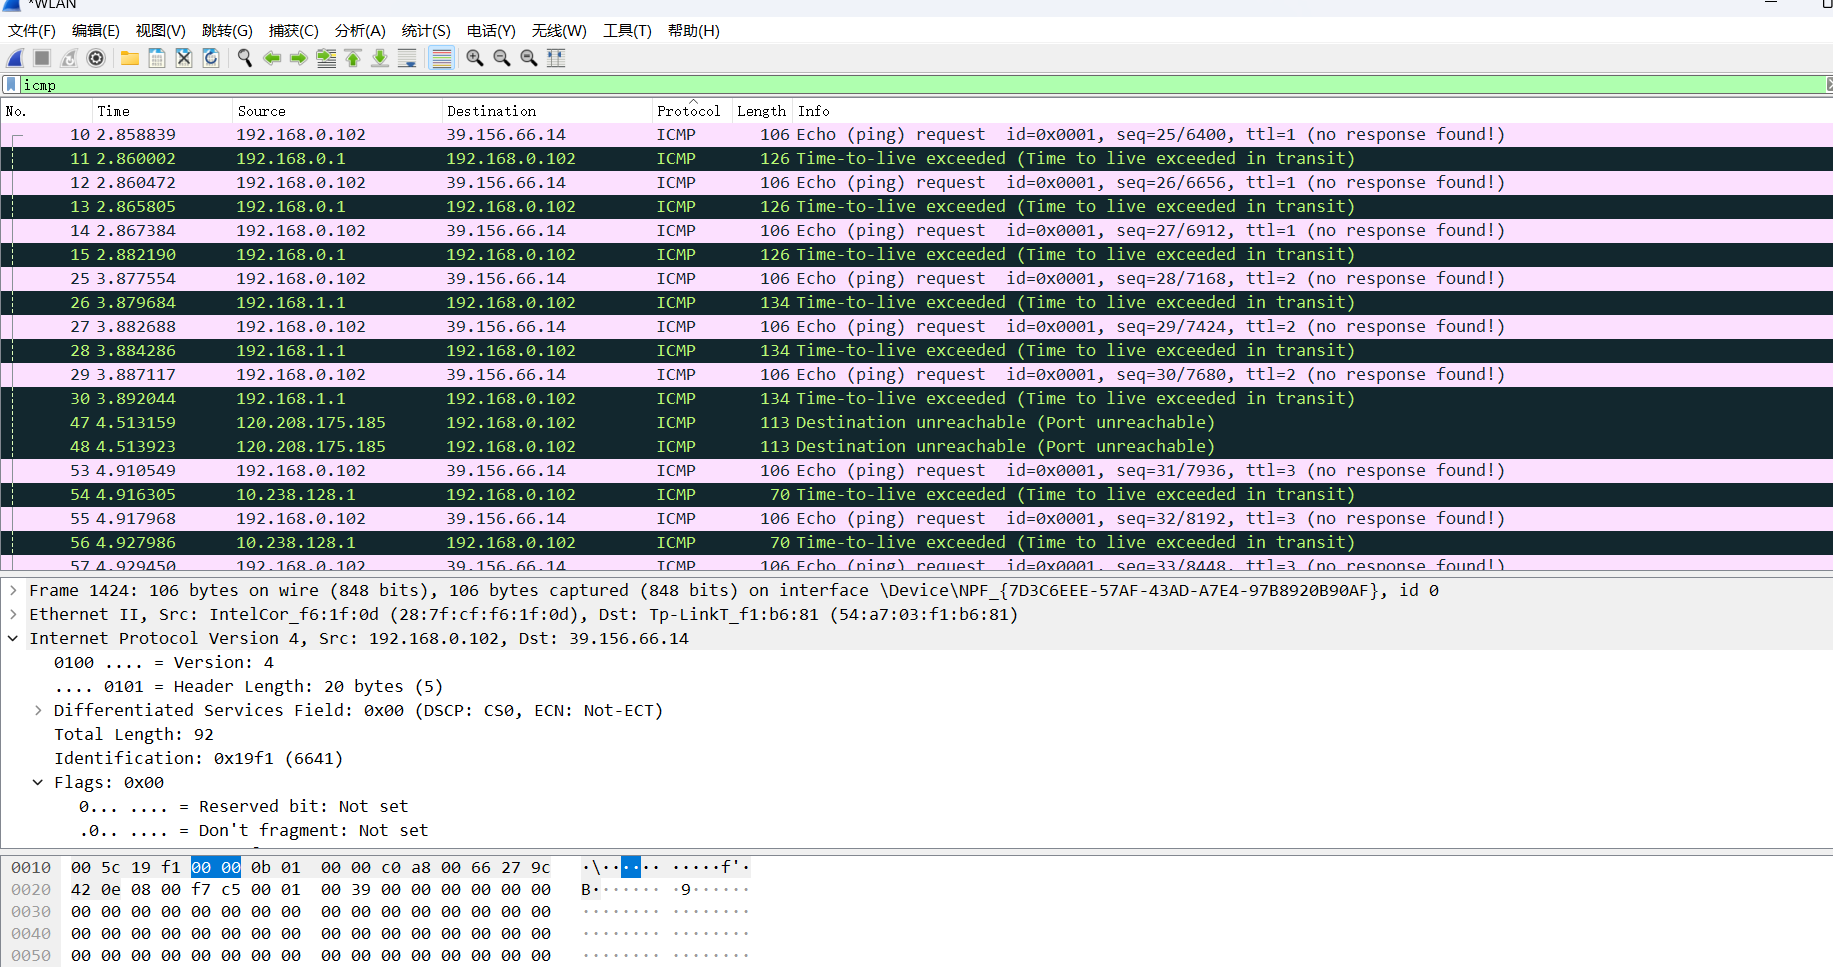 *WLAN
文件(F) 编辑(E) 视图(V) 跳转(G) 捕获(C) 分析(A) 统计(S) 电话(Y) 无线(W) 工具(T) 帮助(H)
icmp
No. Time Source Destination Protocol Length Info
10 2.858839 192.168.0.102 39.156.66.14 ICMP 106 Echo (ping) request id=0x0001, seq=25/6400, ttl=1 (no response found!)
11 2.860002 192.168.0.1 192.168.0.102 ICMP 126 Time-to-live exceeded (Time to live exceeded in transit)
12 2.860472 192.168.0.102 39.156.66.14 ICMP 106 Echo (ping) request id=0x0001, seq=26/6656, ttl=1 (no response found!)
13 2.865805 192.168.0.1 192.168.0.102 ICMP 126 Time-to-live exceeded (Time to live exceeded in transit)
14 2.867384 192.168.0.102 39.156.66.14 ICMP 106 Echo (ping) request id=0x0001, seq=27/6912, ttl=1 (no response found!)
15 2.882190 192.168.0.1 192.168.0.102 ICMP 126 Time-to-live exceeded (Time to live exceeded in transit)
25 3.877554 192.168.0.102 39.156.66.14 ICMP 106 Echo (ping) request id=0x0001, seq=28/7168, ttl=2 (no response found!)
26 3.879684 192.168.1.1 192.168.0.102 ICMP 134 Time-to-live exceeded (Time to live exceeded in transit)
27 3.882688 192.168.0.102 39.156.66.14 ICMP 106 Echo (ping) request id=0x0001, seq=29/7424, ttl=2 (no response found!)
28 3.884286 192.168.1.1 192.168.0.102 ICMP 134 Time-to-live exceeded (Time to live exceeded in transit)
29 3.887117 192.168.0.102 39.156.66.14 ICMP 106 Echo (ping) request id=0x0001, seq=30/7680, ttl=2 (no response found!)
30 3.892044 192.168.1.1 192.168.0.102 ICMP 134 Time-to-live exceeded (Time to live exceeded in transit)
47 4.513159 120.208.175.185 192.168.0.102 ICMP 113 Destination unreachable (Port unreachable)
48 4.513923 120.208.175.185 192.168.0.102 ICMP 113 Destination unreachable (Port unreachable)
53 4.910549 192.168.0.102 39.156.66.14 ICMP 106 Echo (ping) request id=0x0001, seq=31/7936, ttl=3 (no response found!)
54 4.916305 10.238.128.1 192.168.0.102 ICMP 70 Time-to-live exceeded (Time to live exceeded in transit)
55 4.917968 192.168.0.102 39.156.66.14 ICMP 106 Echo (ping) request id=0x0001, seq=32/8192, ttl=3 (no response found!)
56 4.927986 10.238.128.1 192.168.0.102 ICMP 70 Time-to-live exceeded (Time to live exceeded in transit)
57 4.929450 192.168.0.102 39.156.66.14 ICMP 106 Echo (ping) request id=0x0001, seq=33/8448, ttl=3 (no response found!)
Frame 1424: 106 bytes on wire (848 bits), 106 bytes captured (848 bits) on interface \Device\NPF_{7D3C6EEE-57AF-43AD-A7E4-97B8920B90AF}, id 0
Ethernet II, Src: IntelCor_f6:1f:0d (28:7f:cf:f6:1f:0d), Dst: Tp-LinkT_f1:b6:81 (54:a7:03:f1:b6:81)
Internet Protocol Version 4, Src: 192.168.0.102, Dst: 39.156.66.14
0100 .... = Version: 4
.... 0101 = Header Length: 20 bytes (5)
Differentiated Services Field: 0x00 (DSCP: CS0, ECN: Not-ECT)
Total Length: 92
Identification: 0x19f1 (6641)
Flags: 0x00
0... .... = Reserved bit: Not set
.0.. .... = Don't fragment: Not set
0010 00 5c 19 f1 00 00 0b 01 00 00 c0 a8 00 66 27 9c ·\······ ·····f'·
0020 42 0e 08 00 f7 c5 00 01 00 39 00 00 00 00 00 00 B······· ·9······
0030 00 00 00 00 00 00 00 00 00 00 00 00 00 00 00 00 ········ ········
0040 00 00 00 00 00 00 00 00 00 00 00 00 00 00 00 00 ········ ········
0050 00 00 00 00 00 00 00 00 00 00 00 00 00 00 00 00 ········ ········